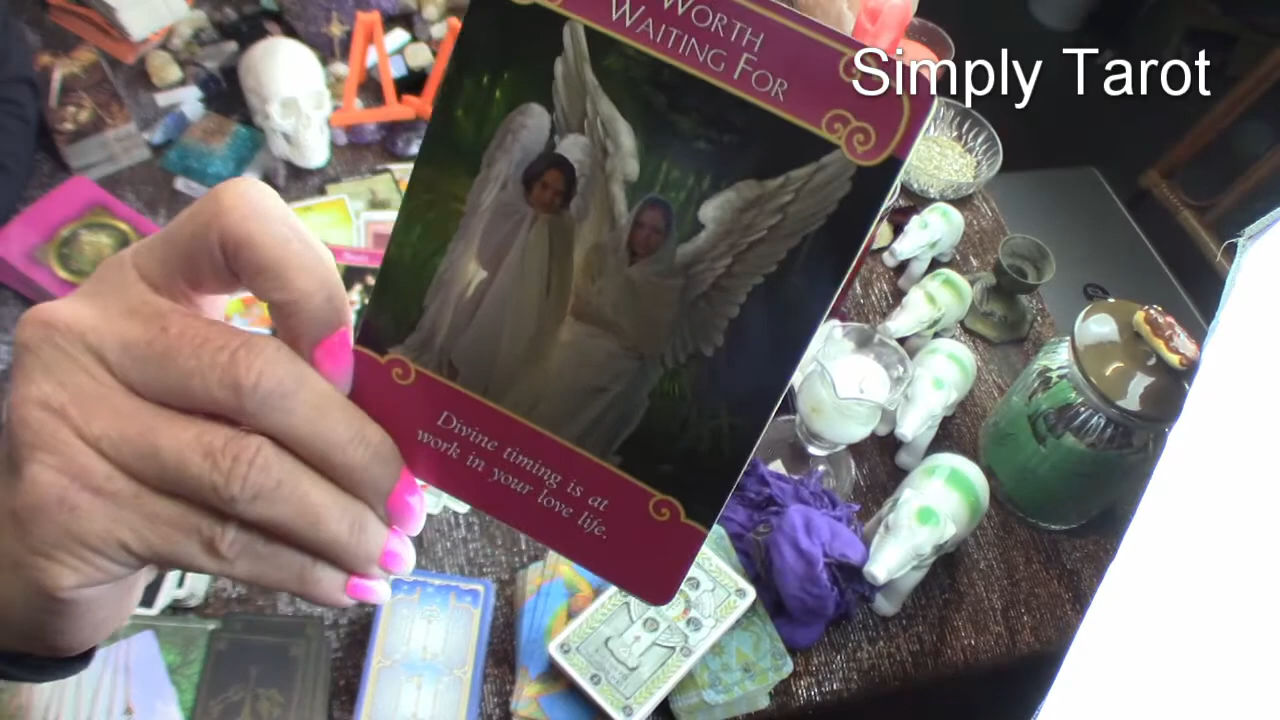 Worth
Waiting For
Simply Tarot
Divine timing is at
work in your love life.